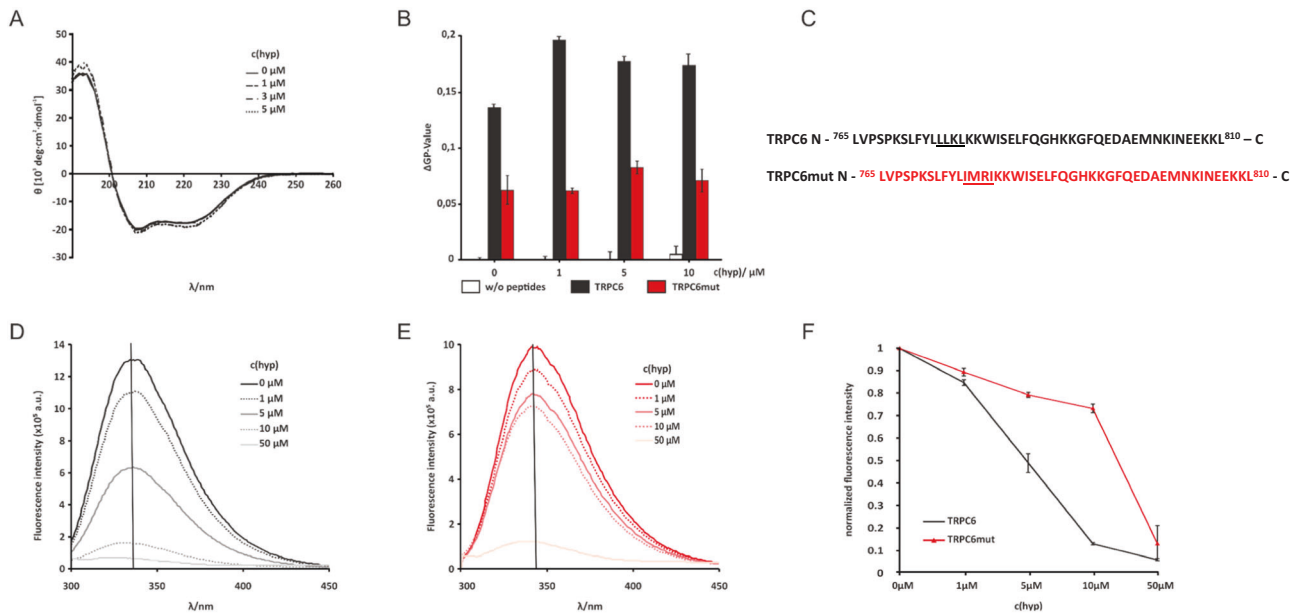 A
c(hyp)
0 µM
1 µM
3 µM
5 µM
θ [10³ deg·cm²·dmol⁻¹]
50
40
30
20
10
0
-10
-20
-30
200
210
220
230
240
250
260
λ/nm
B
ΔGP-Value
0,2
0,15
0,1
0,05
0
0
1
5
10
c(hyp)/ µM
w/o peptides
TRPC6
TRPC6mut
C
TRPC6 N - ⁷⁶⁵ LVPSPKSLFYLLLKLKKWISELFQGHKKGFQEDAEMNKINEEKKL⁸¹⁰ – C
TRPC6mut N - ⁷⁶⁵ LVPSPKSLFYLIMRIKKWISELFQGHKKGFQEDAEMNKINEEKKL⁸¹⁰ - C
D
Fluorescence intensity (x10⁵ a.u.)
14
12
10
8
6
4
2
0
300
350
400
450
λ/nm
c(hyp)
0 µM
1 µM
5 µM
10 µM
50 µM
E
Fluorescence intensity (x10⁵ a.u.)
10
8
6
4
2
0
300
350
400
450
λ/nm
c(hyp)
0 µM
1 µM
5 µM
10 µM
50 µM
F
normalized fluorescence intensity
1
0.9
0.8
0.7
0.6
0.5
0.4
0.3
0.2
0.1
0
TRPC6
TRPC6mut
0µM
1µM
5µM
10µM
50µM
c(hyp)